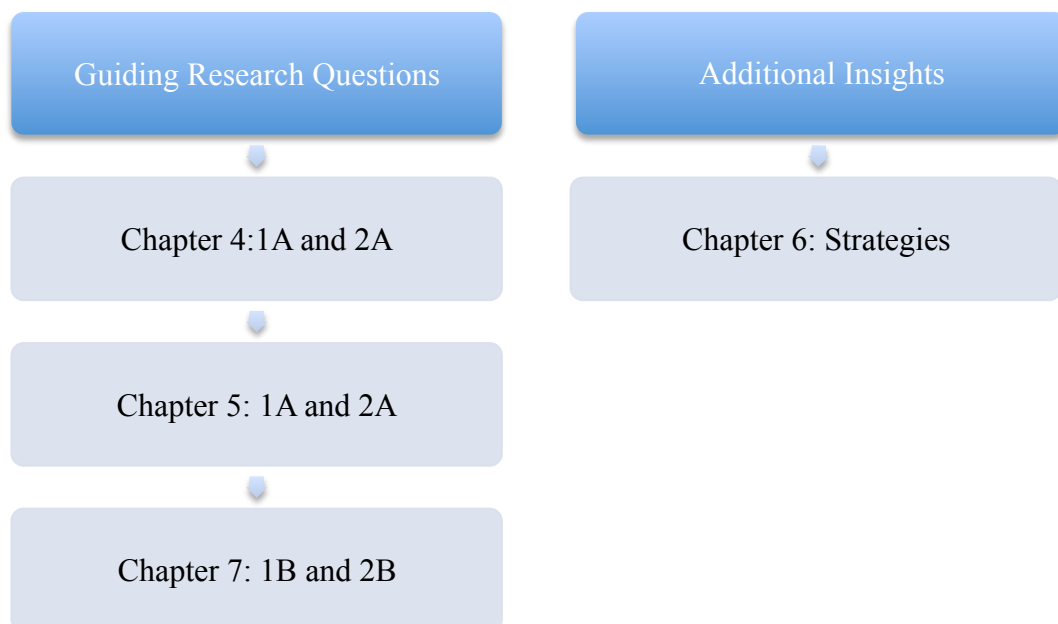 Guiding Research Questions
Chapter 4:1A and 2A
Chapter 5: 1A and 2A
Chapter 7: 1B and 2B
Additional Insights
Chapter 6: Strategies